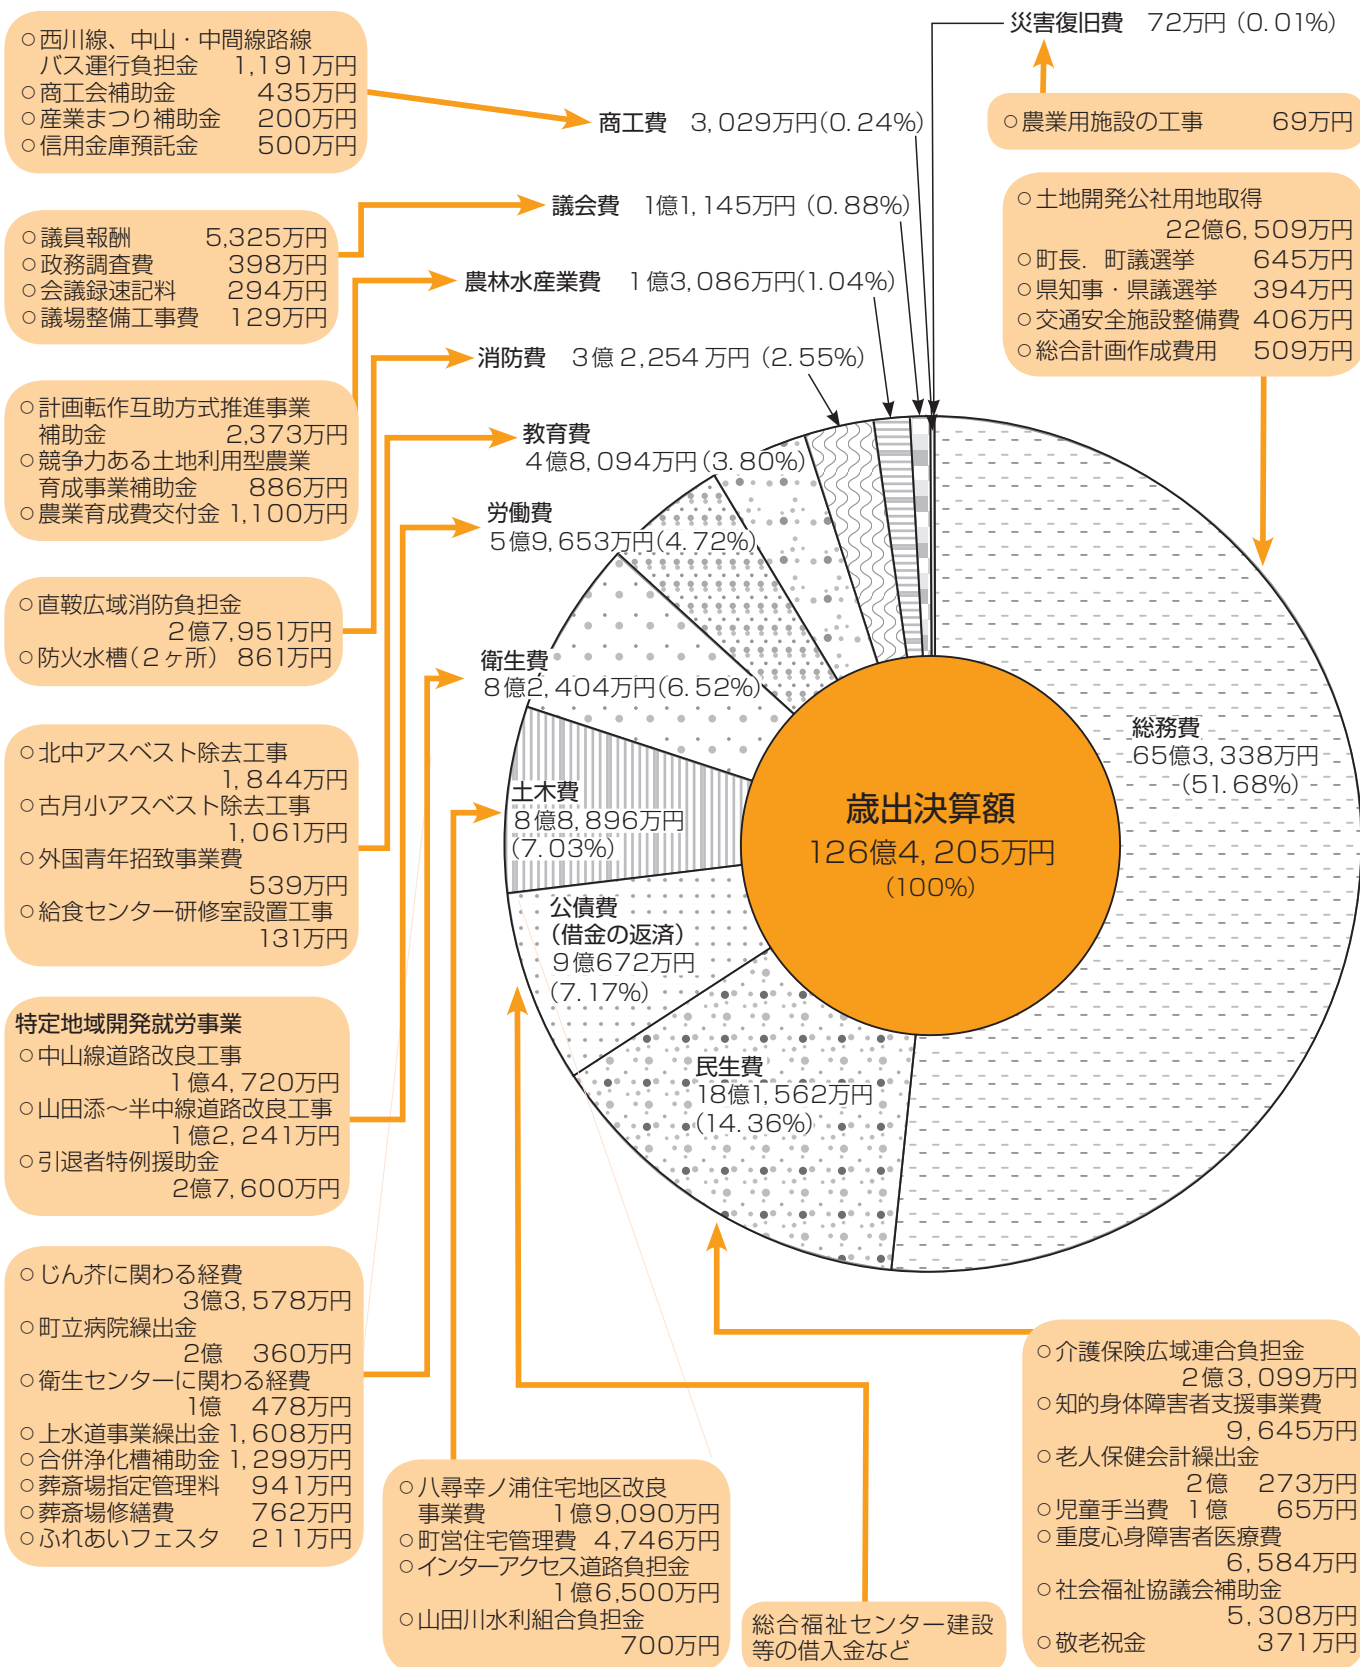 ○西川線、中山・中間線路線
バス運行負担金 1,191万円
○商工会補助金 435万円
○産業まつり補助金 200万円
○信用金庫預託金 500万円
商工費 3,029万円(0.24%)
災害復旧費 72万円 (0.01%)
○農業用施設の工事 69万円
○議員報酬 5,325万円
○政務調査費 398万円
○会議録速記料 294万円
○議場整備工事費 129万円
議会費 1億1,145万円 (0.88%)
○土地開発公社用地取得
22億6,509万円
○町長．町議選挙 645万円
○県知事・県議選挙 394万円
○交通安全施設整備費 406万円
○総合計画作成費用 509万円
農林水産業費 1億3,086万円(1.04%)
○計画転作互助方式推進事業
補助金 2,373万円
○競争力ある土地利用型農業
育成事業補助金 886万円
○農業育成費交付金 1,100万円
消防費 3億2,254万円 (2.55%)
○直鞍広域消防負担金
2億7,951万円
○防火水槽(2ヶ所) 861万円
教育費
4億8,094万円(3.80%)
○北中アスベスト除去工事
1,844万円
○古月小アスベスト除去工事
1,061万円
○外国青年招致事業費
539万円
○給食センター研修室設置工事
131万円
労働費
5億9,653万円(4.72%)
特定地域開発就労事業
○中山線道路改良工事
1億4,720万円
○山田添～半中線道路改良工事
1億2,241万円
○引退者特例援助金
2億7,600万円
衛生費
8億2,404万円(6.52%)
○じん芥に関わる経費
3億3,578万円
○町立病院繰出金
2億 360万円
○衛生センターに関わる経費
1億 478万円
○上水道事業繰出金 1,608万円
○合併浄化槽補助金 1,299万円
○葬斎場指定管理料 941万円
○葬斎場修繕費 762万円
○ふれあいフェスタ 211万円
土木費
8億8,896万円
(7.03%)
○八尋幸ノ浦住宅地区改良
事業費 1億9,090万円
○町営住宅管理費 4,746万円
○インターアクセス道路負担金
1億6,500万円
○山田川水利組合負担金
700万円
公債費
(借金の返済)
9億672万円
(7.17%)
総合福祉センター建設
等の借入金など
民生費
18億1,562万円
(14.36%)
○介護保険広域連合負担金
2億3,099万円
○知的身体障害者支援事業費
9,645万円
○老人保健会計繰出金
2億 273万円
○児童手当費 1億 65万円
○重度心身障害者医療費
6,584万円
○社会福祉協議会補助金
5,308万円
○敬老祝金 371万円
総務費
65億3,338万円
(51.68%)
歳出決算額
126億4,205万円
(100%)